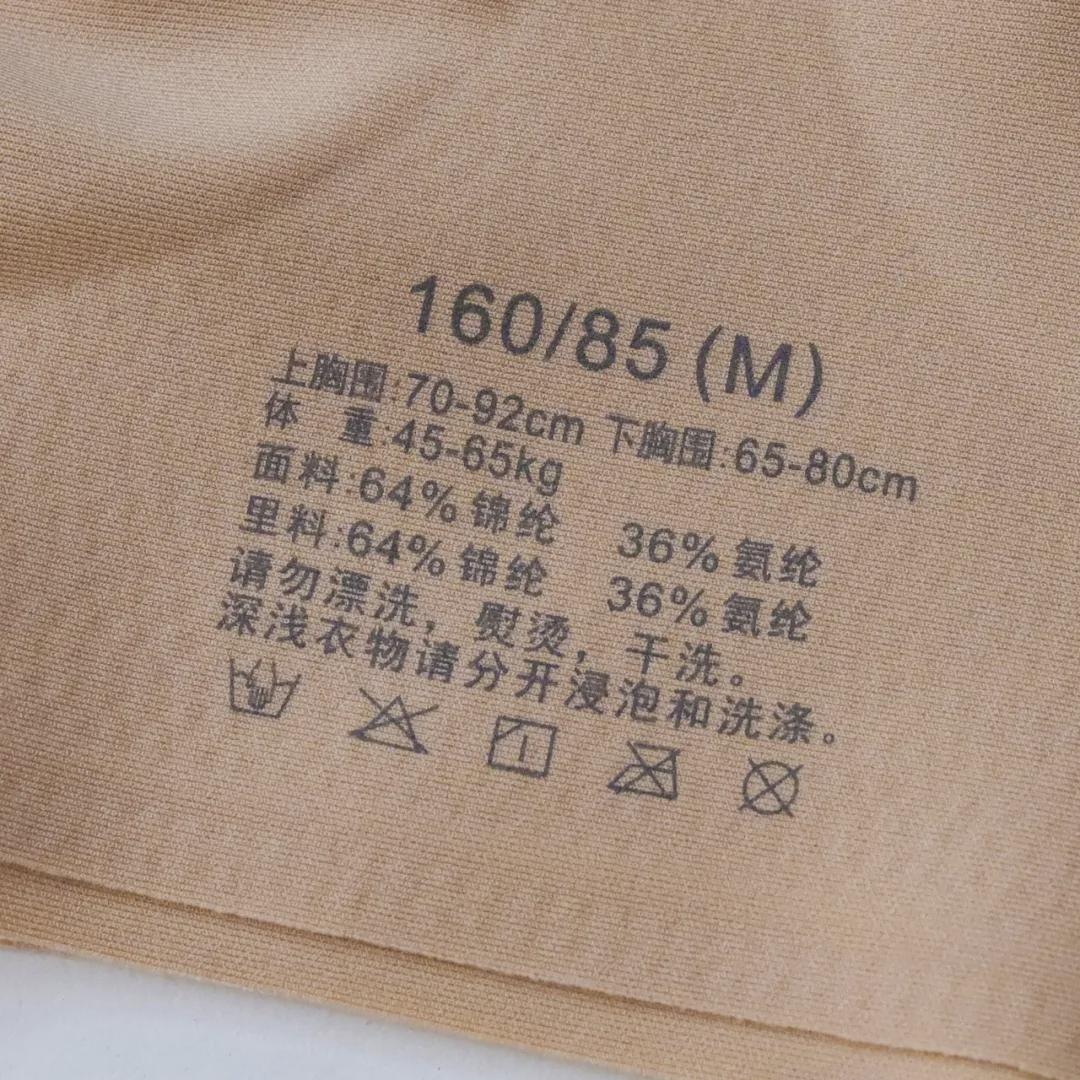 160/85 (M)
上胸围:70-92cm 下胸围:65-80cm
体 重:45-65kg
面料:64%锦纶 36%氨纶
里料:64%锦纶 36%氨纶
请勿漂洗，熨烫，干洗。
深浅衣物请分开浸泡和洗涤。